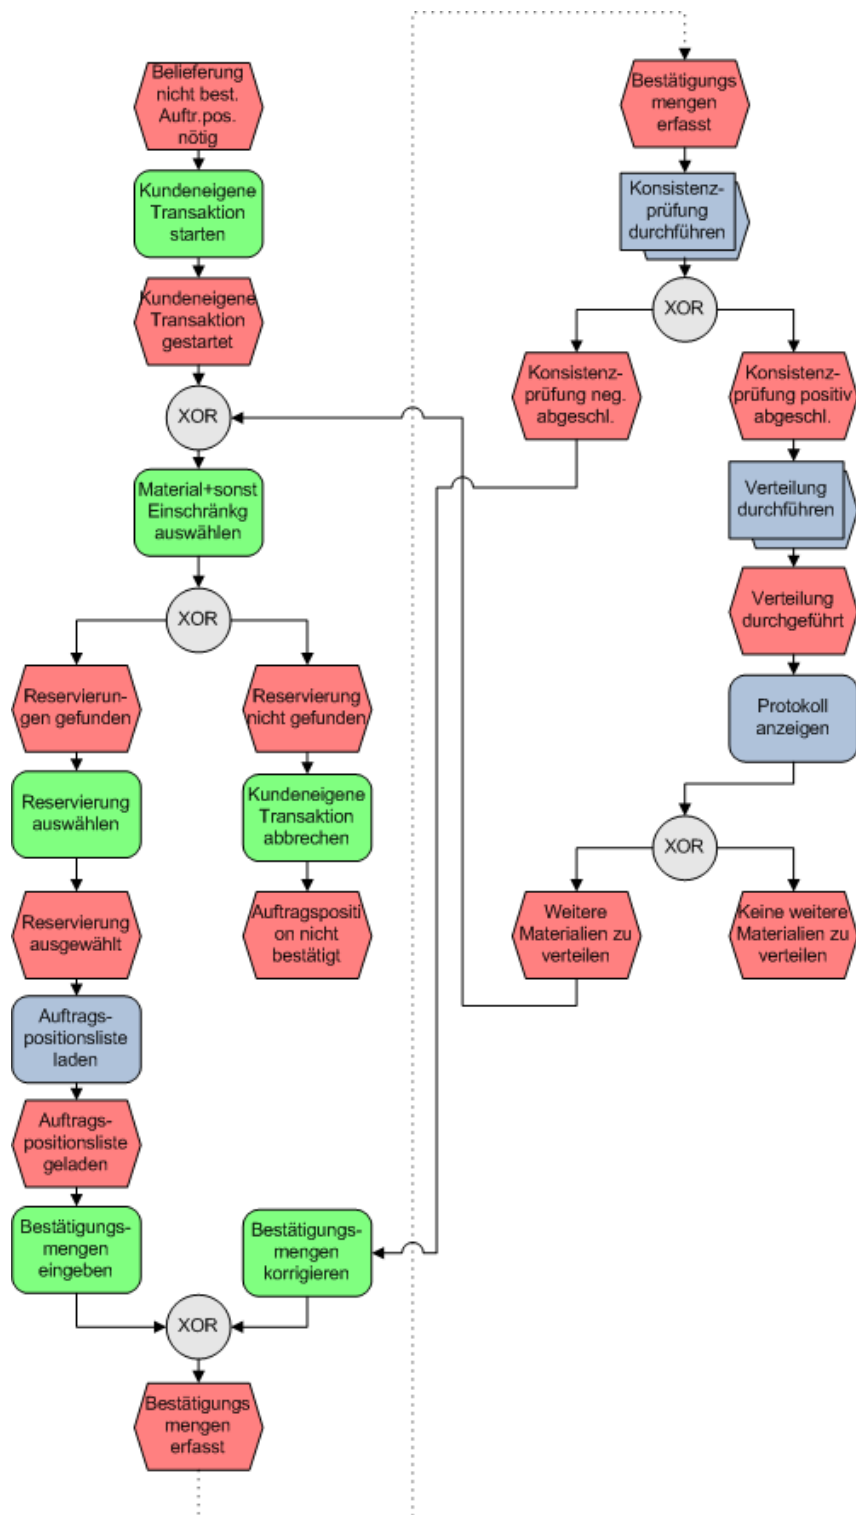 Belieferung
nicht best.
Auftr.pos.
nötig
Kundeneigene
Transaktion
starten
Kundeneigene
Transaktion
gestartet
XOR
Material+sonst
Einschränkg
auswählen
XOR
Reservierun-
gen gefunden
Reservierung
nicht gefunden
Reservierung
auswählen
Kundeneigene
Transaktion
abbrechen
Reservierung
ausgewählt
Auftragspositi
on nicht
bestätigt
Auftrags-
positionsliste
laden
Auftrags-
positionsliste
geladen
Bestätigungs-
mengen
eingeben
Bestätigungs-
mengen
korrigieren
XOR
Bestätigungs
mengen
erfasst
Bestätigungs
mengen
erfasst
Konsistenz-
prüfung
durchführen
XOR
Konsistenz-
prüfung neg.
abgeschl.
Konsistenz-
prüfung positiv
abgeschl.
Verteilung
durchführen
Verteilung
durchgeführt
Protokoll
anzeigen
XOR
Weitere
Materialien zu
verteilen
Keine weitere
Materialien zu
verteilen